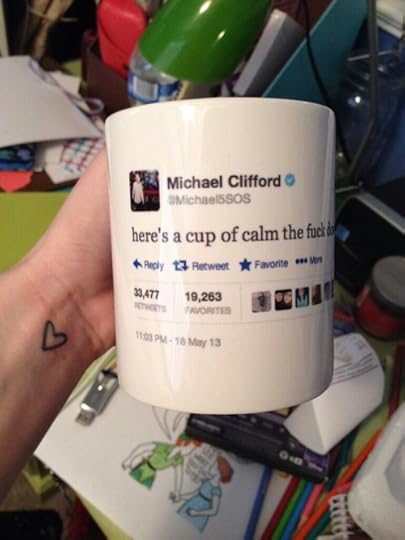 Michael Clifford
@Michael5SOS
here's a cup of calm the fuck do
Reply Retweet Favorite More
33,477 19,263
RETWEETS FAVORITES
11:03 PM - 18 May 13